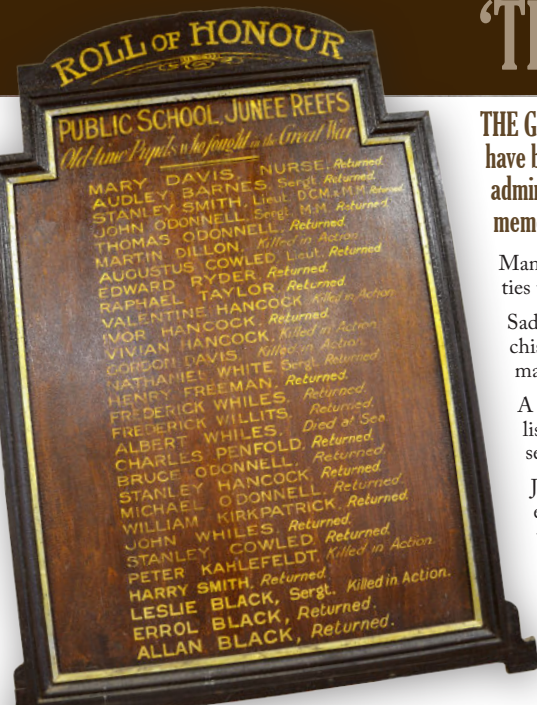 ROLL OF HONOUR
PUBLIC SCHOOL, JUNEE REEFS
Old-time Pupils who fought in the Great War
MARY DAVIS, NURSE, Returned.
AUDLEY BARNES, Sergt. Returned.
STANLEY SMITH, Lieut. D.C.M. & M.M. Returned.
JOHN ODONNELL, Sergt. M.M. Returned.
THOMAS ODONNELL, Returned.
MARTIN DILLON, Killed in Action.
AUGUSTUS COWLED, Lieut. Returned.
EDWARD RYDER, Returned.
RAPHAEL TAYLOR, Returned.
VALENTINE HANCOCK, Killed in Action
IVOR HANCOCK, Returned.
VIVIAN HANCOCK, Killed in Action.
GORDON DAVIS, Killed in Action.
NATHANIEL WHITE, Sergt. Returned.
HENRY FREEMAN, Returned.
FREDERICK WHILES, Returned.
FREDERICK WILLITS, Returned.
ALBERT WHILES, Died at Sea.
CHARLES PENFOLD, Returned.
BRUCE ODONNELL, Returned.
STANLEY HANCOCK, Returned.
MICHAEL ODONNELL, Returned.
WILLIAM KIRKPATRICK, Returned.
JOHN WHILES, Returned.
STANLEY COWLED, Returned.
PETER KAHLEFELDT, Killed in Action.
HARRY SMITH, Returned.
LESLIE BLACK, Sergt. Killed in Action.
ERROL BLACK, Returned.
ALLAN BLACK, Returned.
THE G
have b
admi
mem
Man
ties
Sad
chis
ma
A
lis
se
J
e